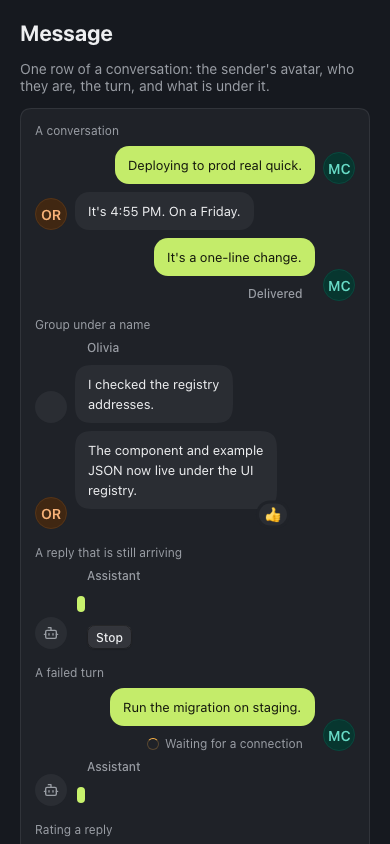 Message
One row of a conversation: the sender's avatar, who
they are, the turn, and what is under it.
A conversation
Deploying to prod real quick.
MC
OR
It's 4:55 PM. On a Friday.
It's a one-line change.
MC
Delivered
Group under a name
Olivia
I checked the registry
addresses.
The component and example
JSON now live under the UI
registry.
OR
👍
A reply that is still arriving
Assistant
Stop
A failed turn
Run the migration on staging.
MC
Waiting for a connection
Assistant
Rating a reply